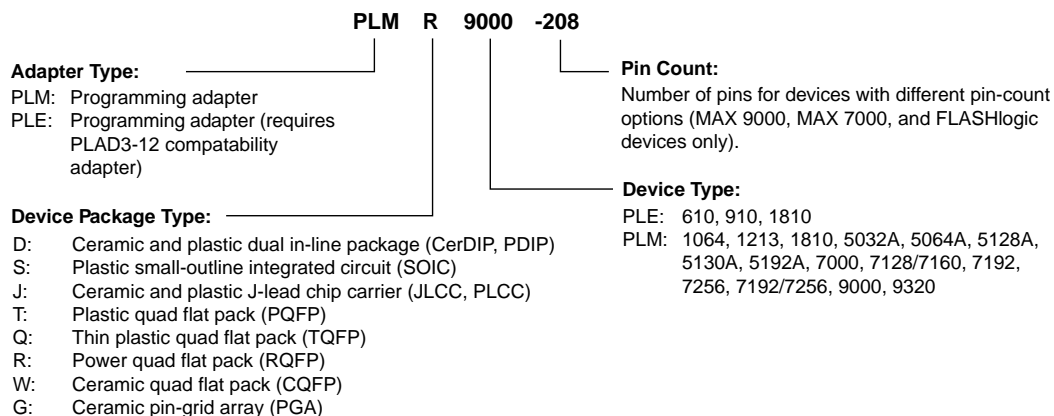 PLM R 9000 -208
Adapter Type:
PLM: Programming adapter
PLE: Programming adapter (requires
PLAD3-12 compatability
adapter)
Device Package Type:
D: Ceramic and plastic dual in-line package (CerDIP, PDIP)
S: Plastic small-outline integrated circuit (SOIC)
J: Ceramic and plastic J-lead chip carrier (JLCC, PLCC)
T: Plastic quad flat pack (PQFP)
Q: Thin plastic quad flat pack (TQFP)
R: Power quad flat pack (RQFP)
W: Ceramic quad flat pack (CQFP)
G: Ceramic pin-grid array (PGA)
Pin Count:
Number of pins for devices with different pin-count
options (MAX 9000, MAX 7000, and FLASHlogic
devices only).
Device Type:
PLE: 610, 910, 1810
PLM: 1064, 1213, 1810, 5032A, 5064A, 5128A,
5130A, 5192A, 7000, 7128/7160, 7192,
7256, 7192/7256, 9000, 9320